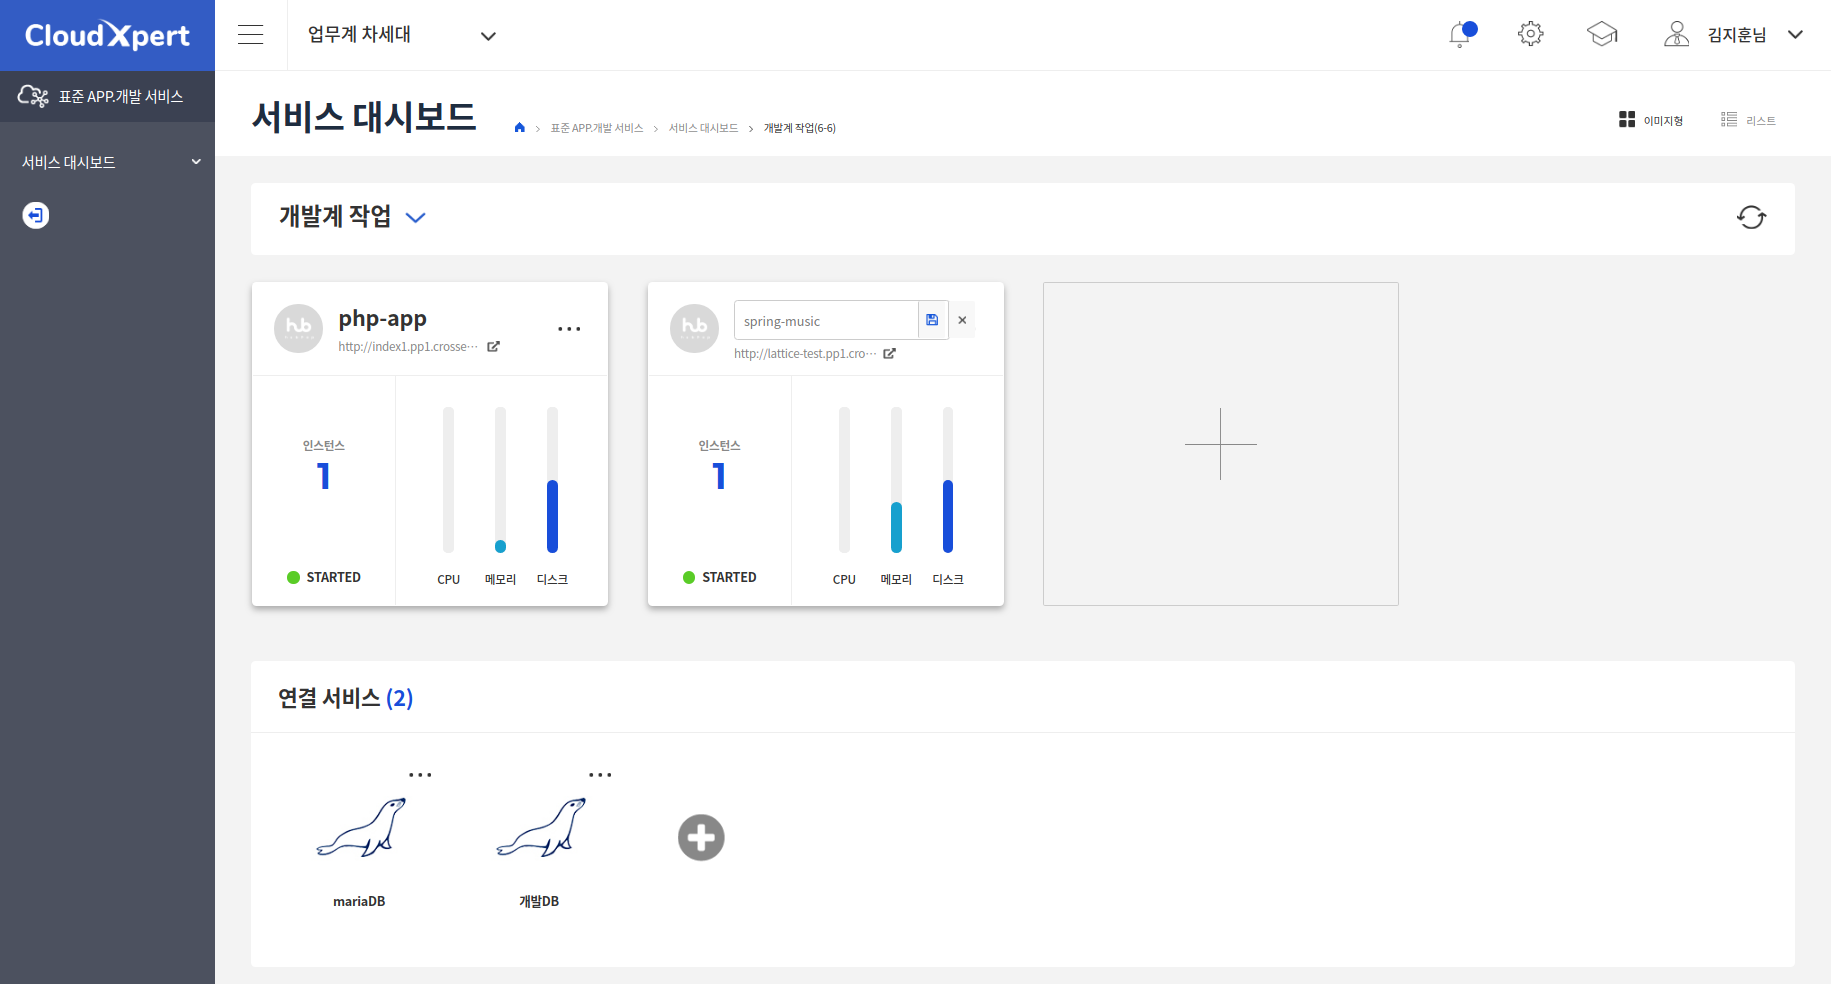 CloudXpert
업무계 차세대
김지훈님
표준 APP.개발 서비스
서비스 대시보드
서비스 대시보드
표준 APP.개발 서비스 > 서비스 대시보드 > 개발계 작업(6-6)
이미지형
리스트
개발계 작업
hub
php-app
http://index1.pp1.crosse…
인스턴스
1
STARTED
CPU 메모리 디스크
hub
spring-music
http://lattice-test.pp1.cro…
인스턴스
1
STARTED
CPU 메모리 디스크
연결 서비스 (2)
mariaDB
개발DB